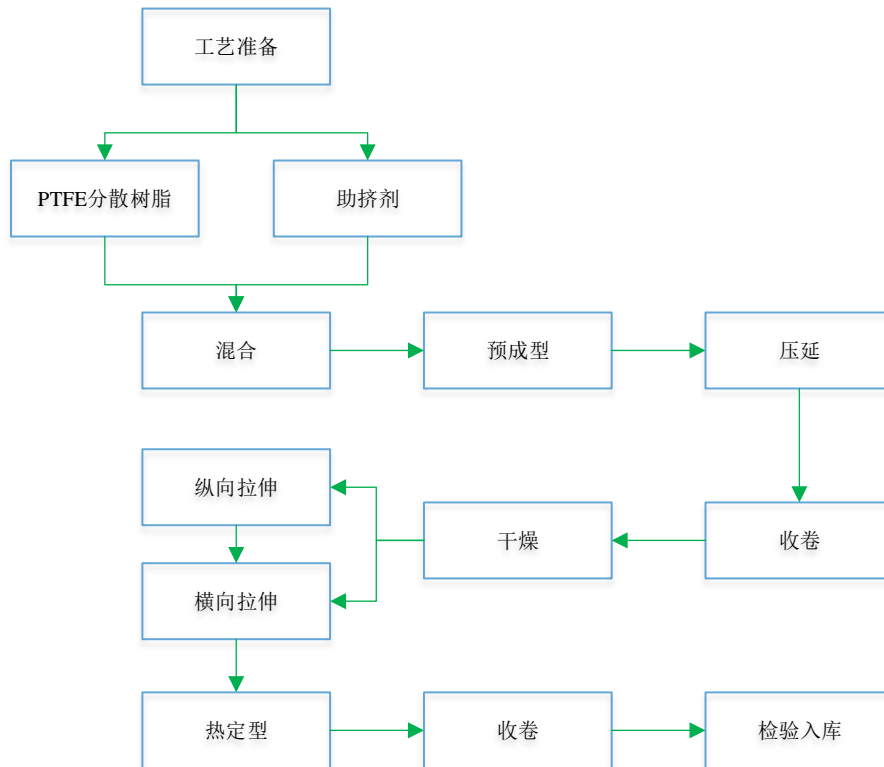 工艺准备
PTFE分散树脂
助挤剂
混合
预成型
压延
纵向拉伸
干燥
收卷
横向拉伸
热定型
收卷
检验入库